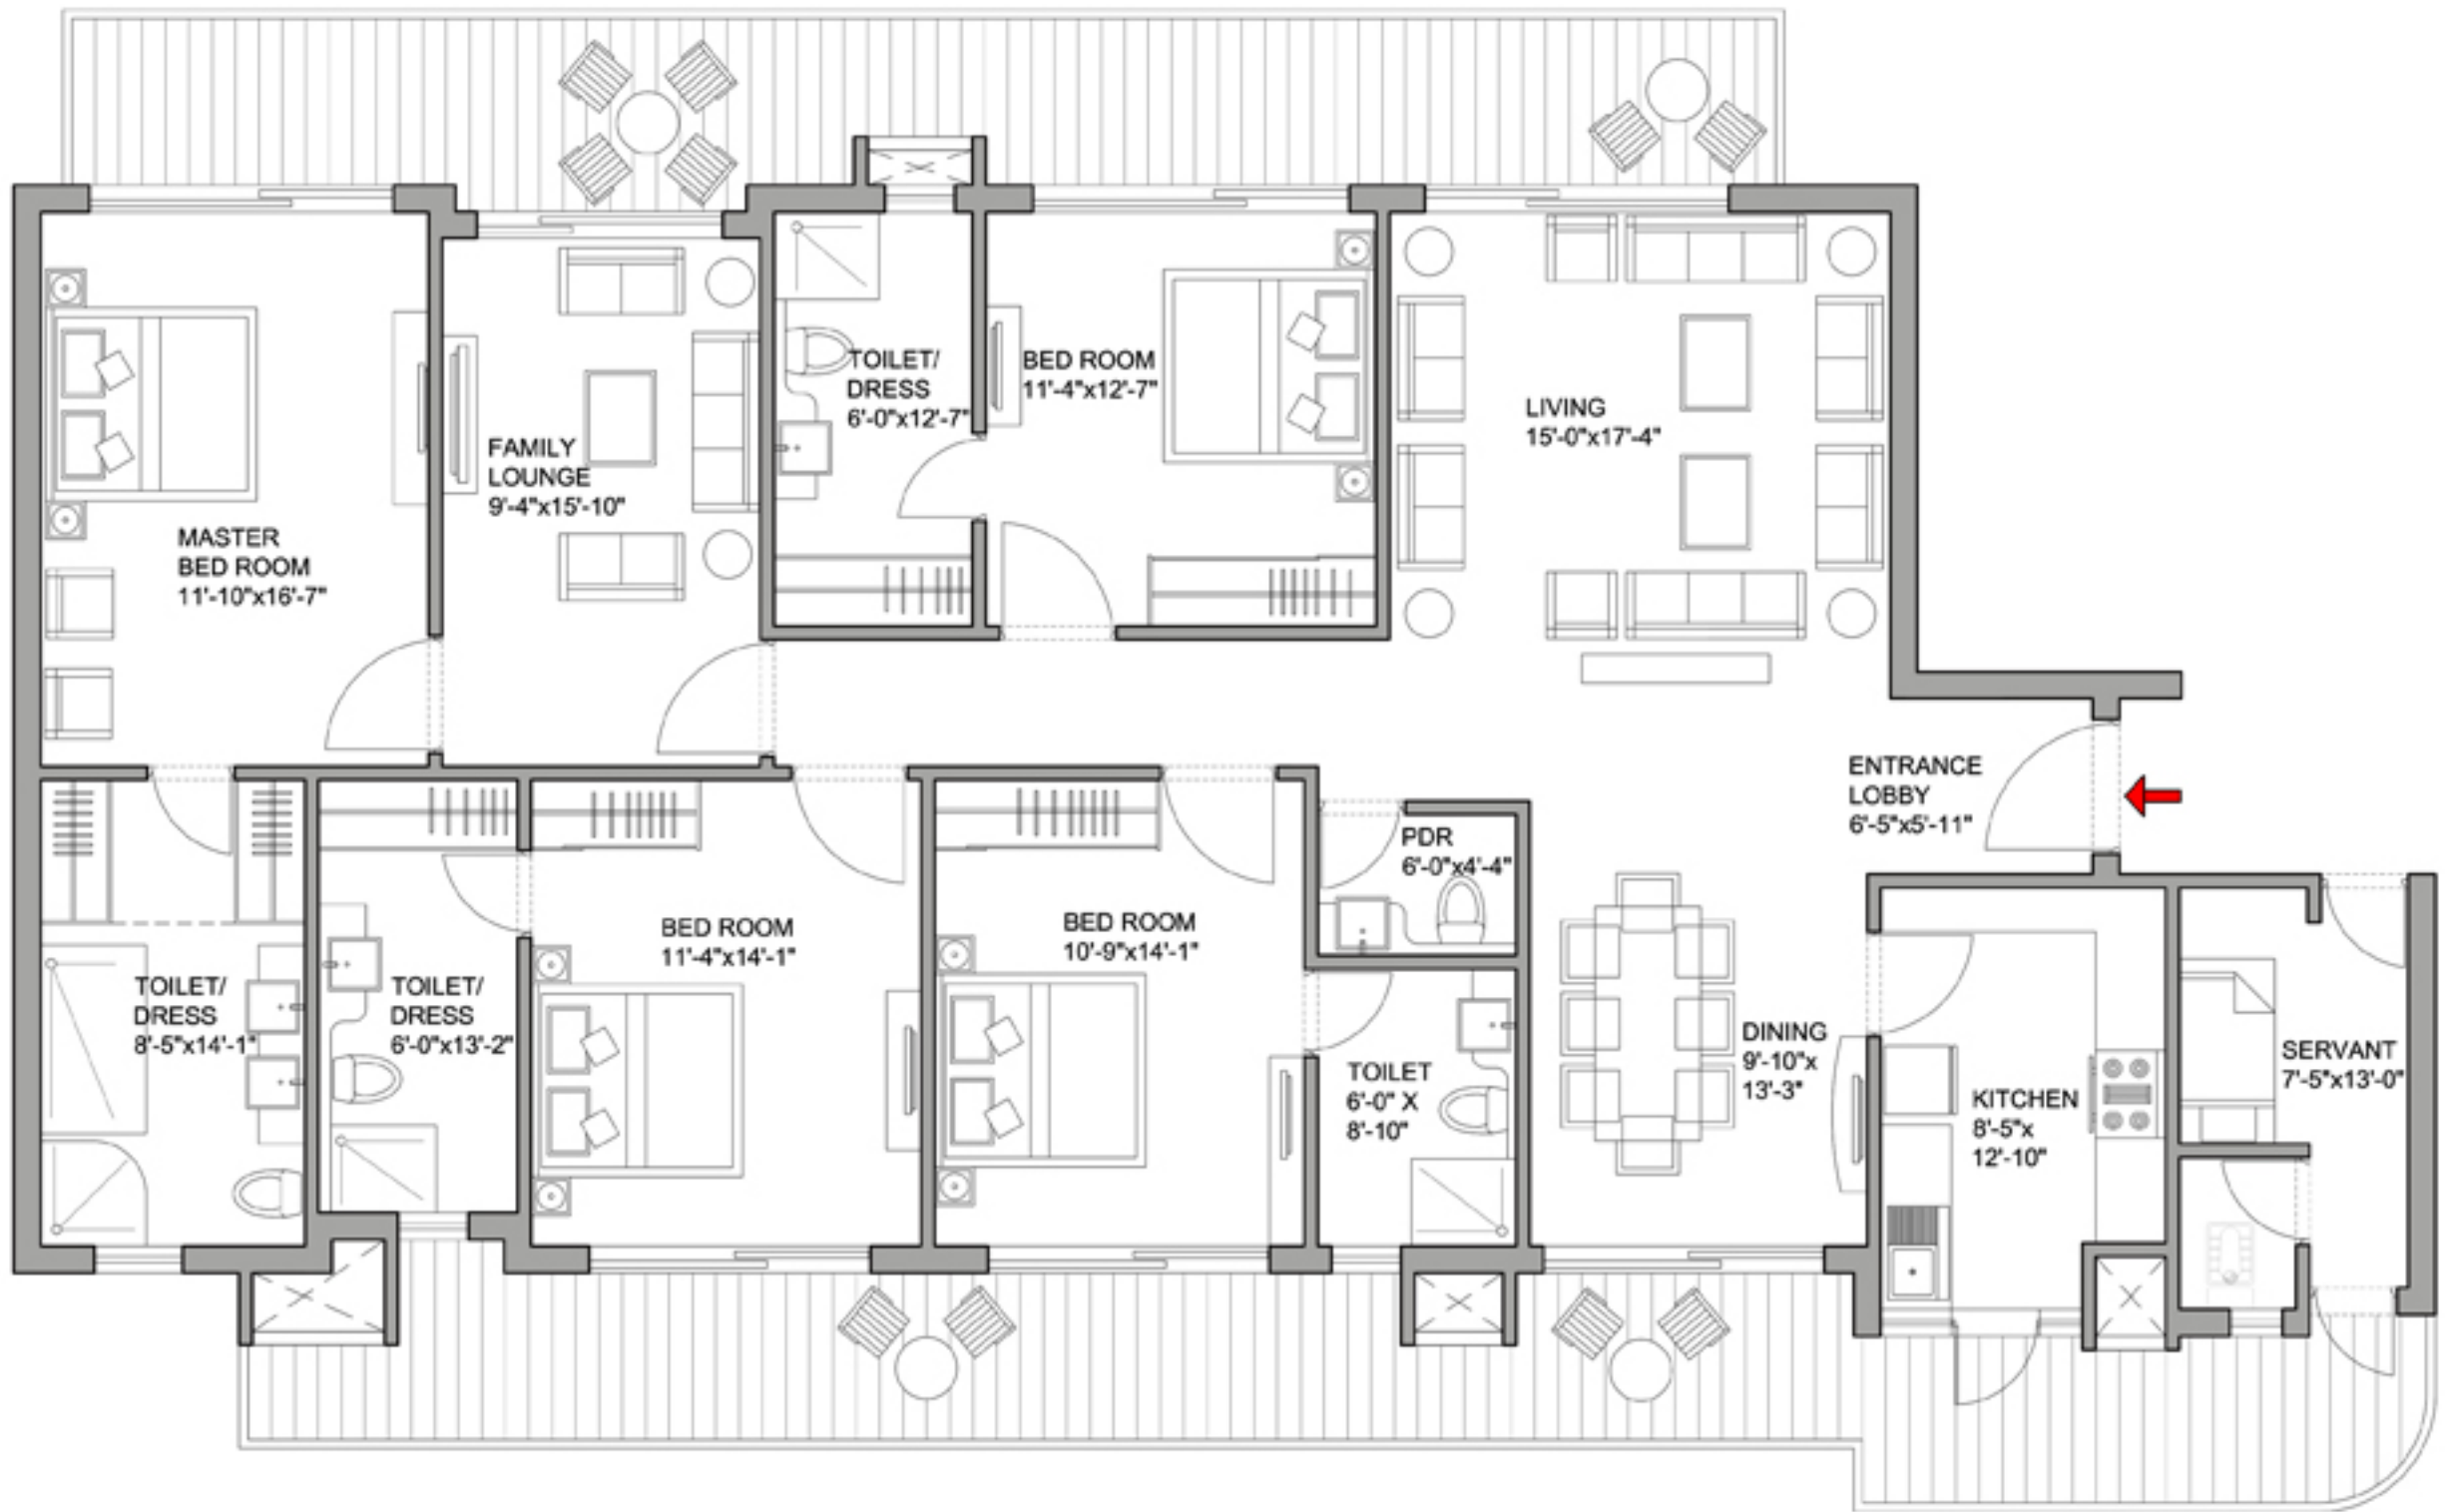 TOILET/
DRESS
6'-0"x12'-7"
BED ROOM
11'-4"x12'-7"
LIVING
15'-0"x17'-4"
FAMILY
LOUNGE
9'-4"x15'-10"
MASTER
BED ROOM
11'-10"x16'-7"
ENTRANCE
LOBBY
6'-5"x5'-11"
PDR
6'-0"x4'-4"
BED ROOM
11'-4"x14'-1"
BED ROOM
10'-9"x14'-1"
TOILET/
DRESS
8'-5"x14'-1"
TOILET/
DRESS
6'-0"x13'-2"
TOILET
6'-0" X
8'-10"
DINING
9'-10"x
13'-3"
KITCHEN
8'-5"x
12'-10"
SERVANT
7'-5"x13'-0"